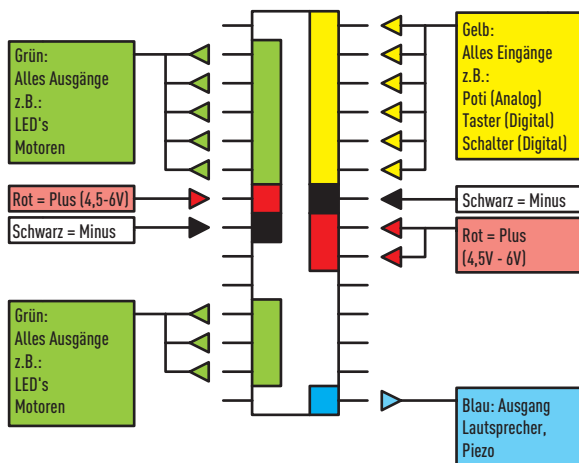 Grün:
Alles Ausgänge
z.B.:
LED's
Motoren
Rot = Plus (4,5-6V)
Schwarz = Minus
Grün:
Alles Ausgänge
z.B.:
LED's
Motoren
Gelb:
Alles Eingänge
z.B.:
Poti (Analog)
Taster (Digital)
Schalter (Digital)
Schwarz = Minus
Rot = Plus
(4,5V - 6V)
Blau: Ausgang
Lautsprecher,
Piezo